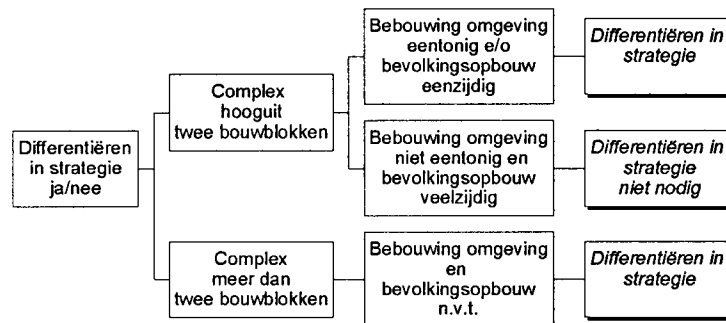 Differentiëren
in strategie
ja/nee
Complex
hooguit
twee bouwblokken
Bebouwing omgeving
eentonig e/o
bevolkingsopbouw
eenzijdig
Differentiëren in
strategie
Bebouwing omgeving
niet eentonig en
bevolkingsopbouw
veelzijdig
Differentiëren in
strategie
niet nodig
Complex
meer dan
twee bouwblokken
Bebouwing omgeving
en
bevolkingsopbouw
n.v.t.
Differentiëren in
strategie